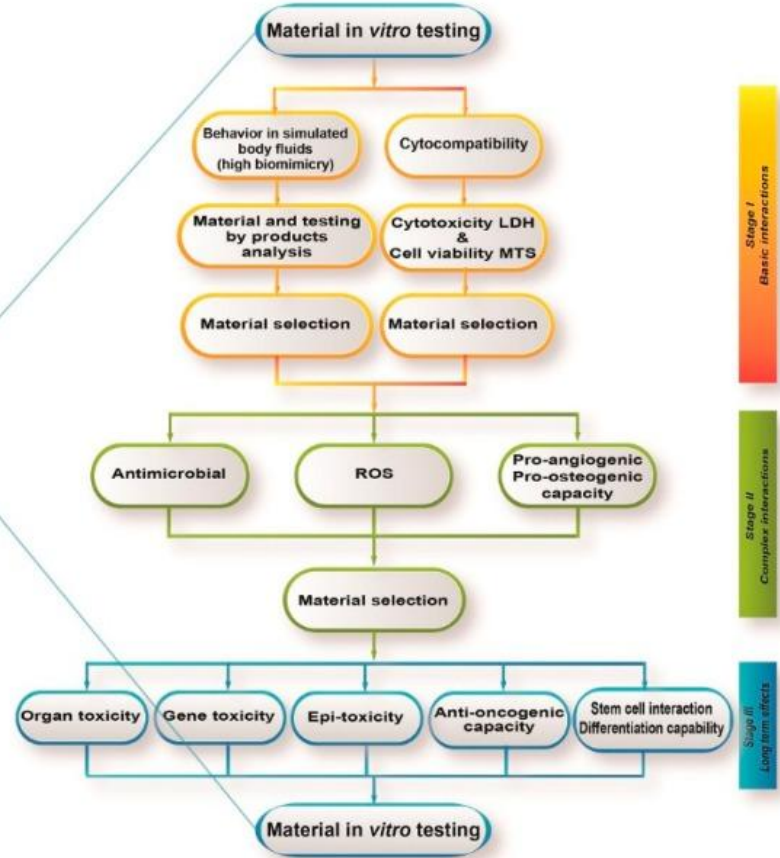 Material in vitro testing
Behavior in simulated
body fluids
(high biomimicry)
Cytocompatibility
Material and testing
by products
analysis
Cytotoxicity LDH
&
Cell viability MTS
Material selection
Material selection
Stage I
Basic interactions
Antimicrobial
ROS
Pro-angiogenic
Pro-osteogenic
capacity
Material selection
Stage II
Complex interactions
Organ toxicity
Gene toxicity
Epi-toxicity
Anti-oncogenic
capacity
Stem cell interaction
Differentiation capability
Stage III
Long term effects
Material in vitro testing